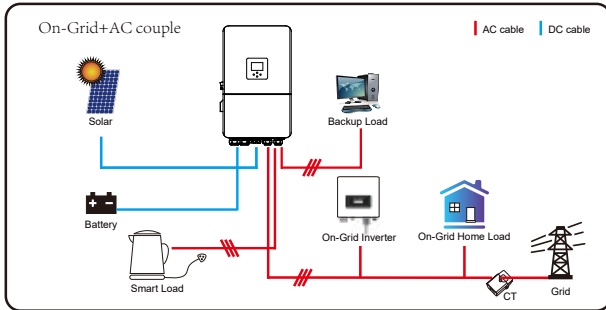 On-Grid+AC couple
AC cable
DC cable
Solar
Backup Load
Battery
On-Grid Inverter
On-Grid Home Load
Smart Load
CT
Grid